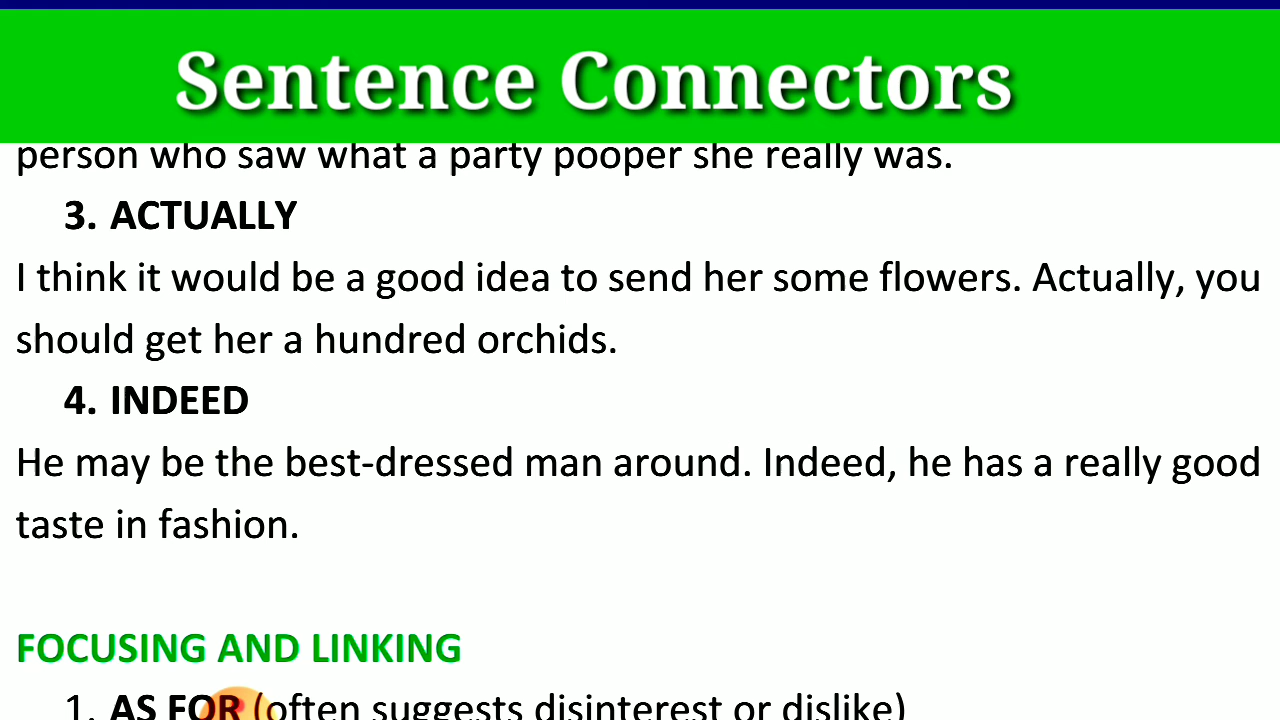 Sentence Connectors
person who saw what a party pooper she really was.
3. ACTUALLY
I think it would be a good idea to send her some flowers. Actually, you
should get her a hundred orchids.
4. INDEED
He may be the best-dressed man around. Indeed, he has a really good
taste in fashion.
FOCUSING AND LINKING
1. AS FOR (often suggests disinterest or dislike)